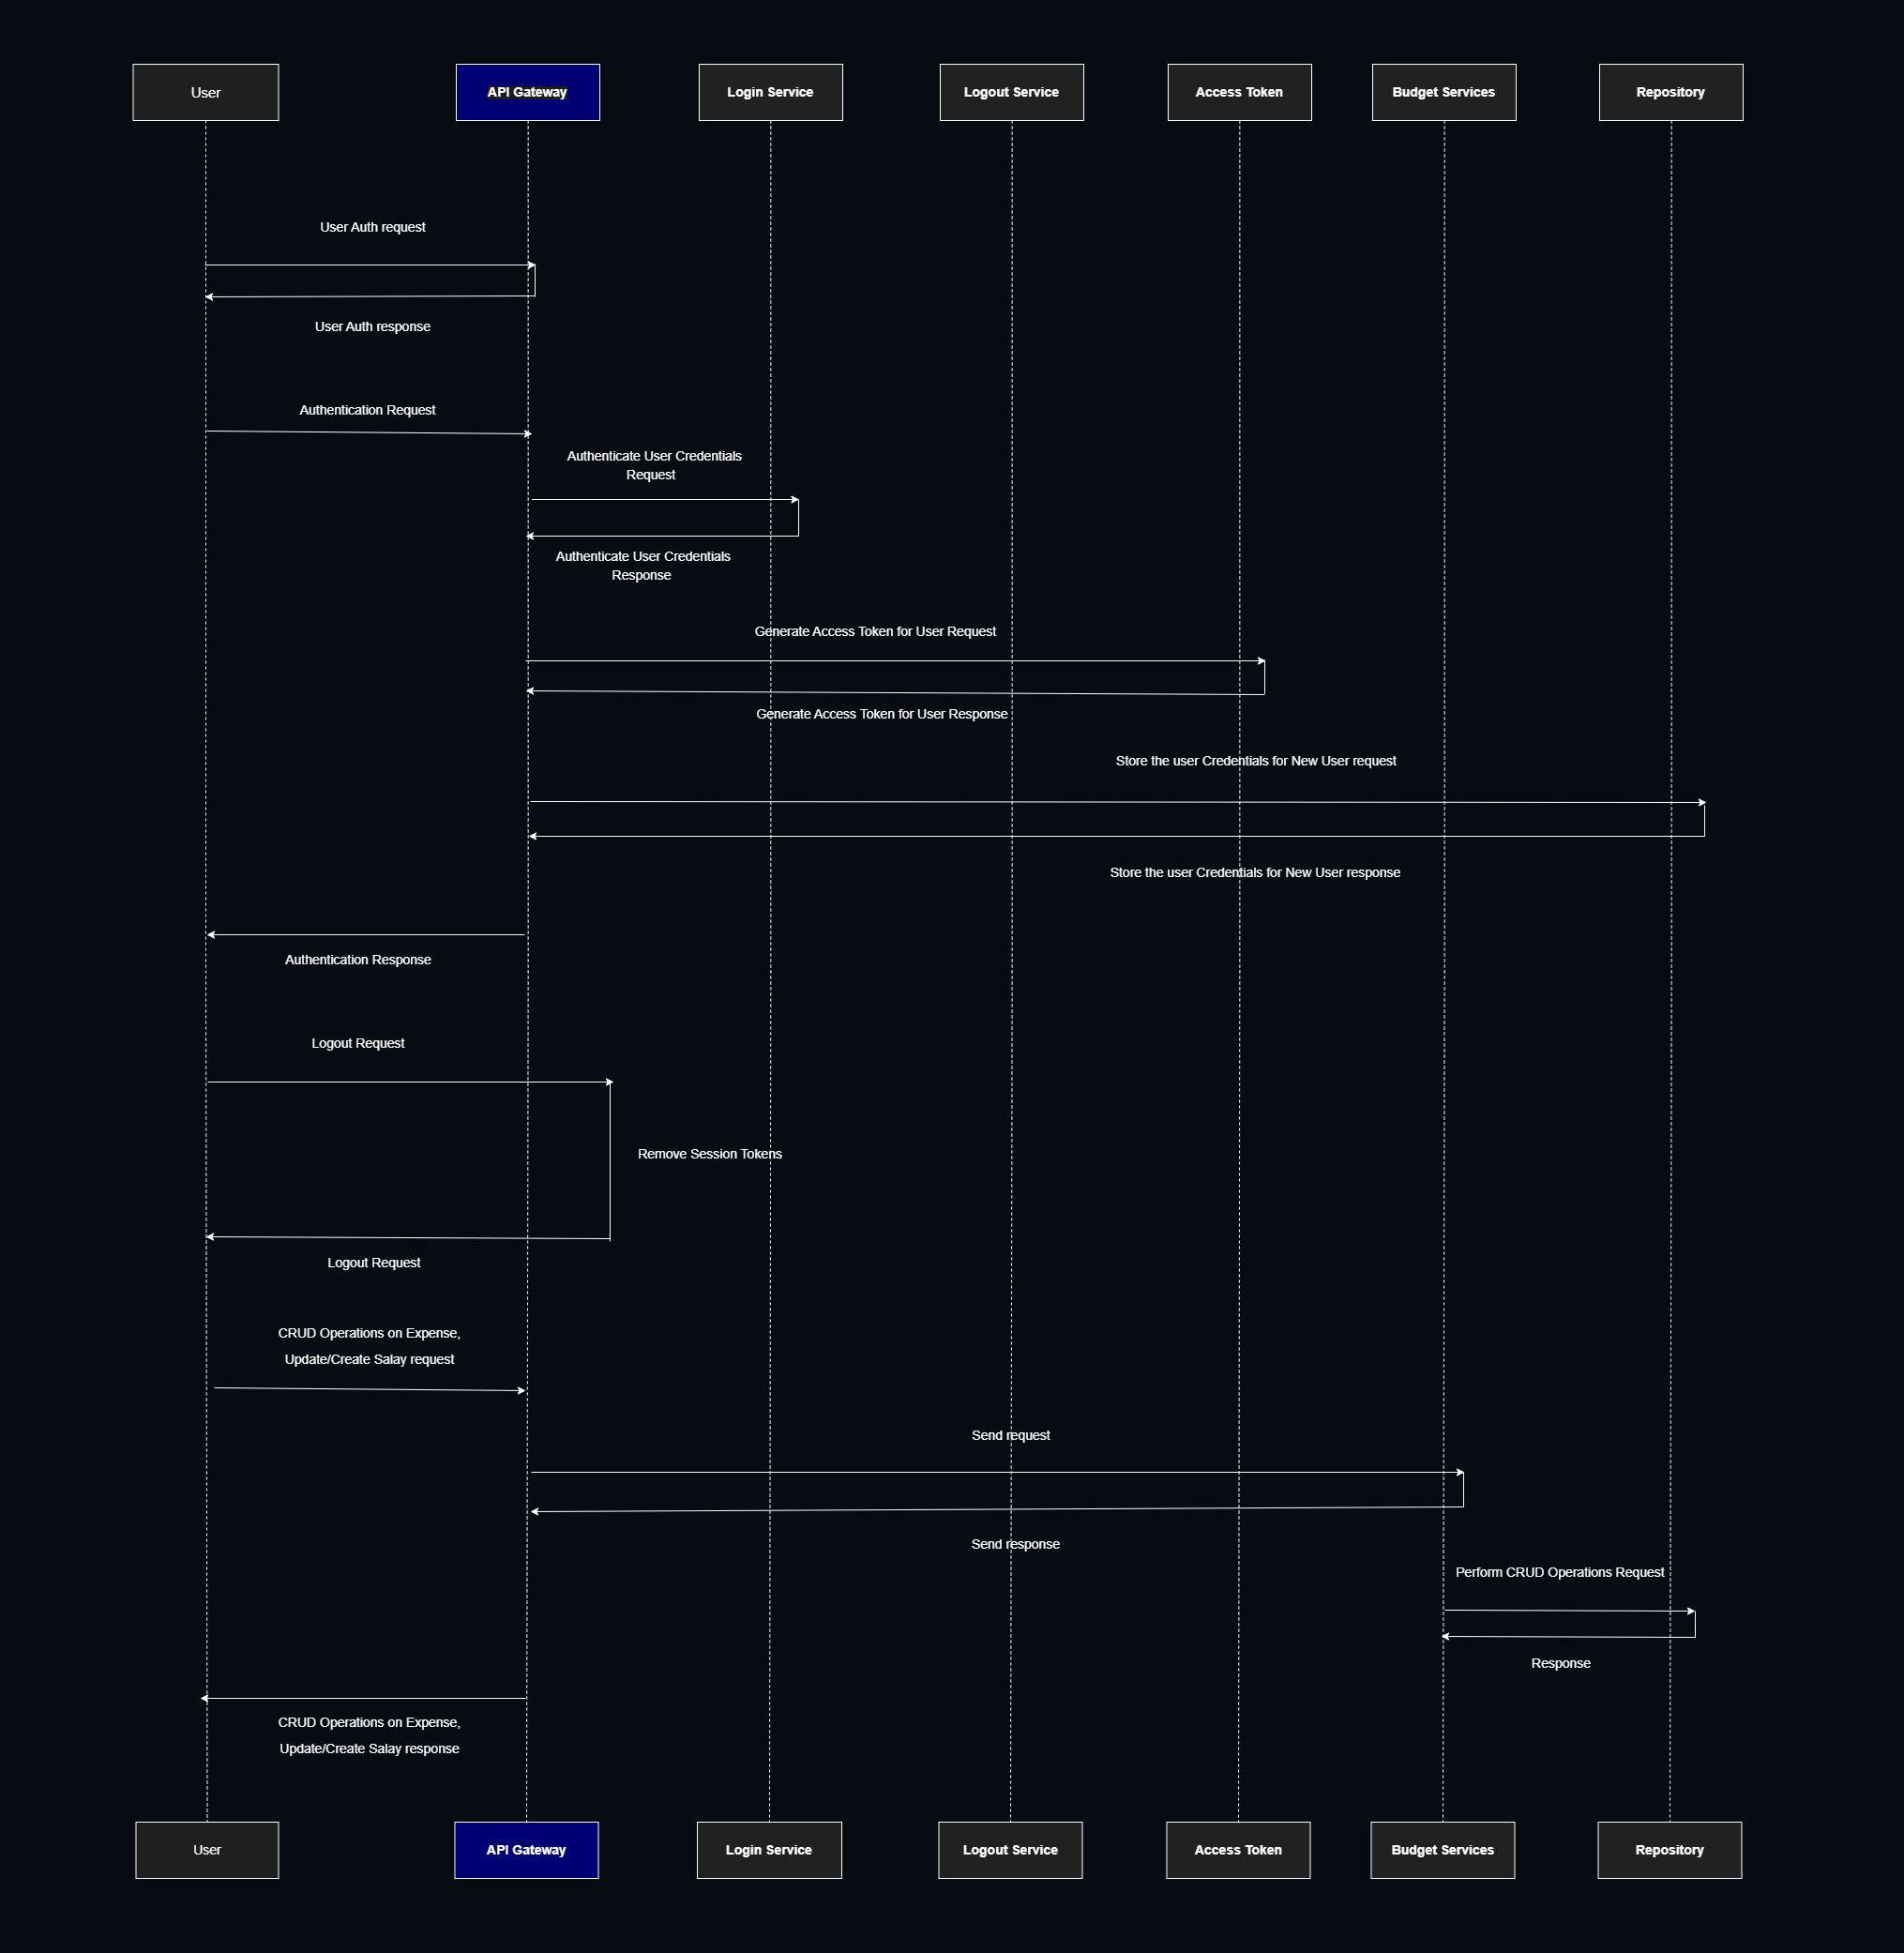 User
API Gateway
Login Service
Logout Service
Access Token
Budget Services
Repository
User Auth request
User Auth response
Authentication Request
Authenticate User Credentials
Request
Authenticate User Credentials
Response
Generate Access Token for User Request
Generate Access Token for User Response
Store the user Credentials for New User request
Store the user Credentials for New User response
Authentication Response
Logout Request
Remove Session Tokens
Logout Request
CRUD Operations on Expense,
Update/Create Salay request
Send request
Send response
Perform CRUD Operations Request
Response
CRUD Operations on Expense,
Update/Create Salay response
User
API Gateway
Login Service
Logout Service
Access Token
Budget Services
Repository